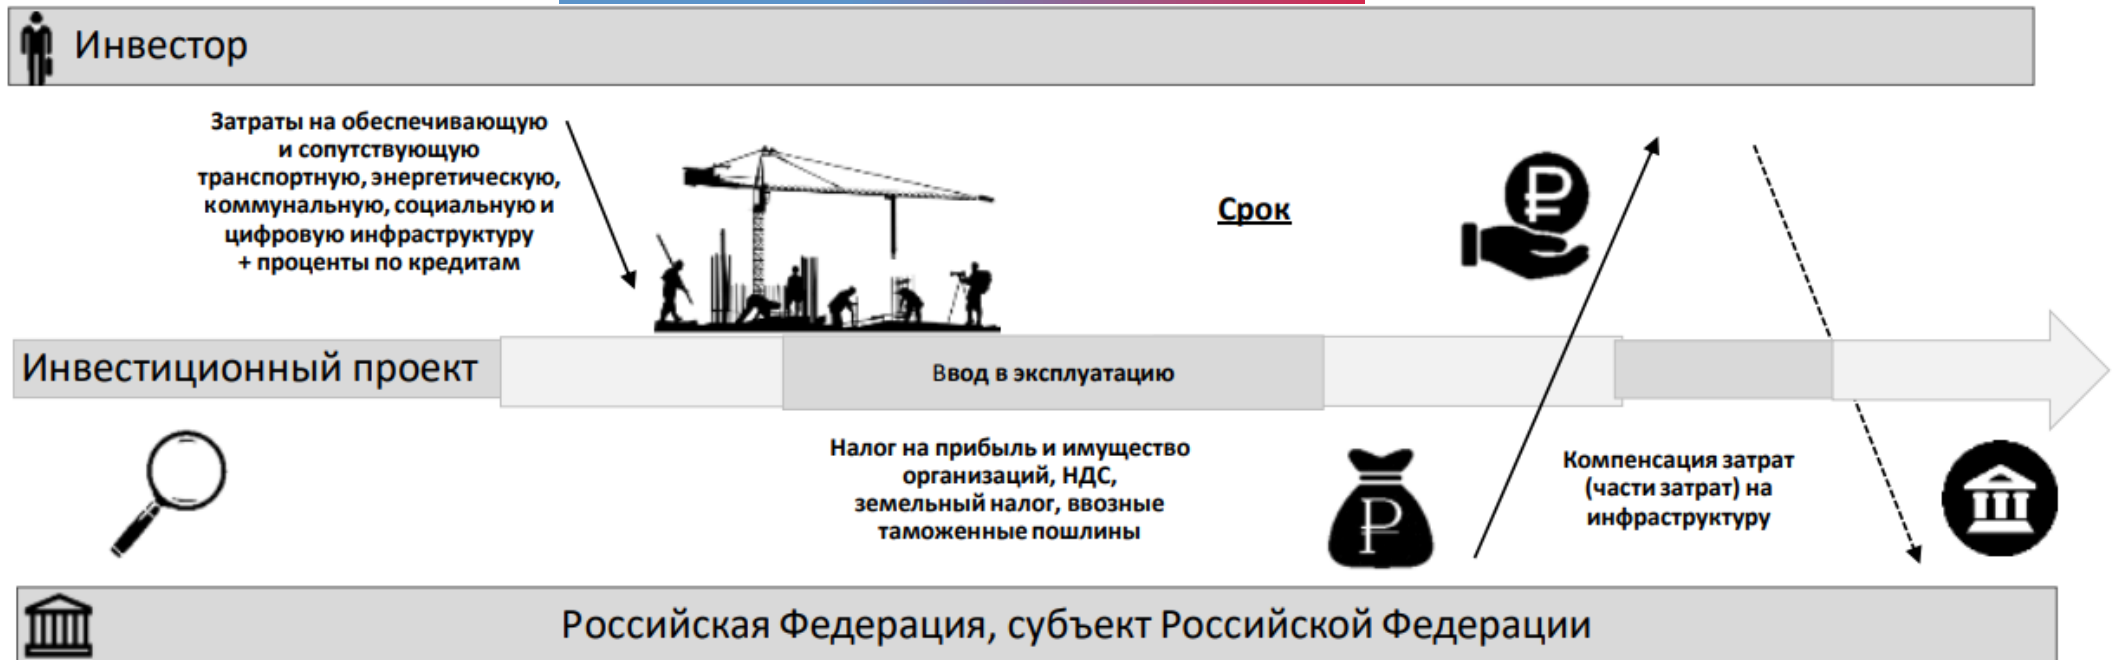 Инвестор
Затраты на обеспечивающую
и сопутствующую
транспортную, энергетическую,
коммунальную, социальную и
цифровую инфраструктуру
+ проценты по кредитам
Срок
Инвестиционный проект
Ввод в эксплуатацию
Налог на прибыль и имущество
организаций, НДС,
земельный налог, ввозные
таможенные пошлины
Компенсация затрат
(части затрат) на
инфраструктуру
Российская Федерация, субъект Российской Федерации